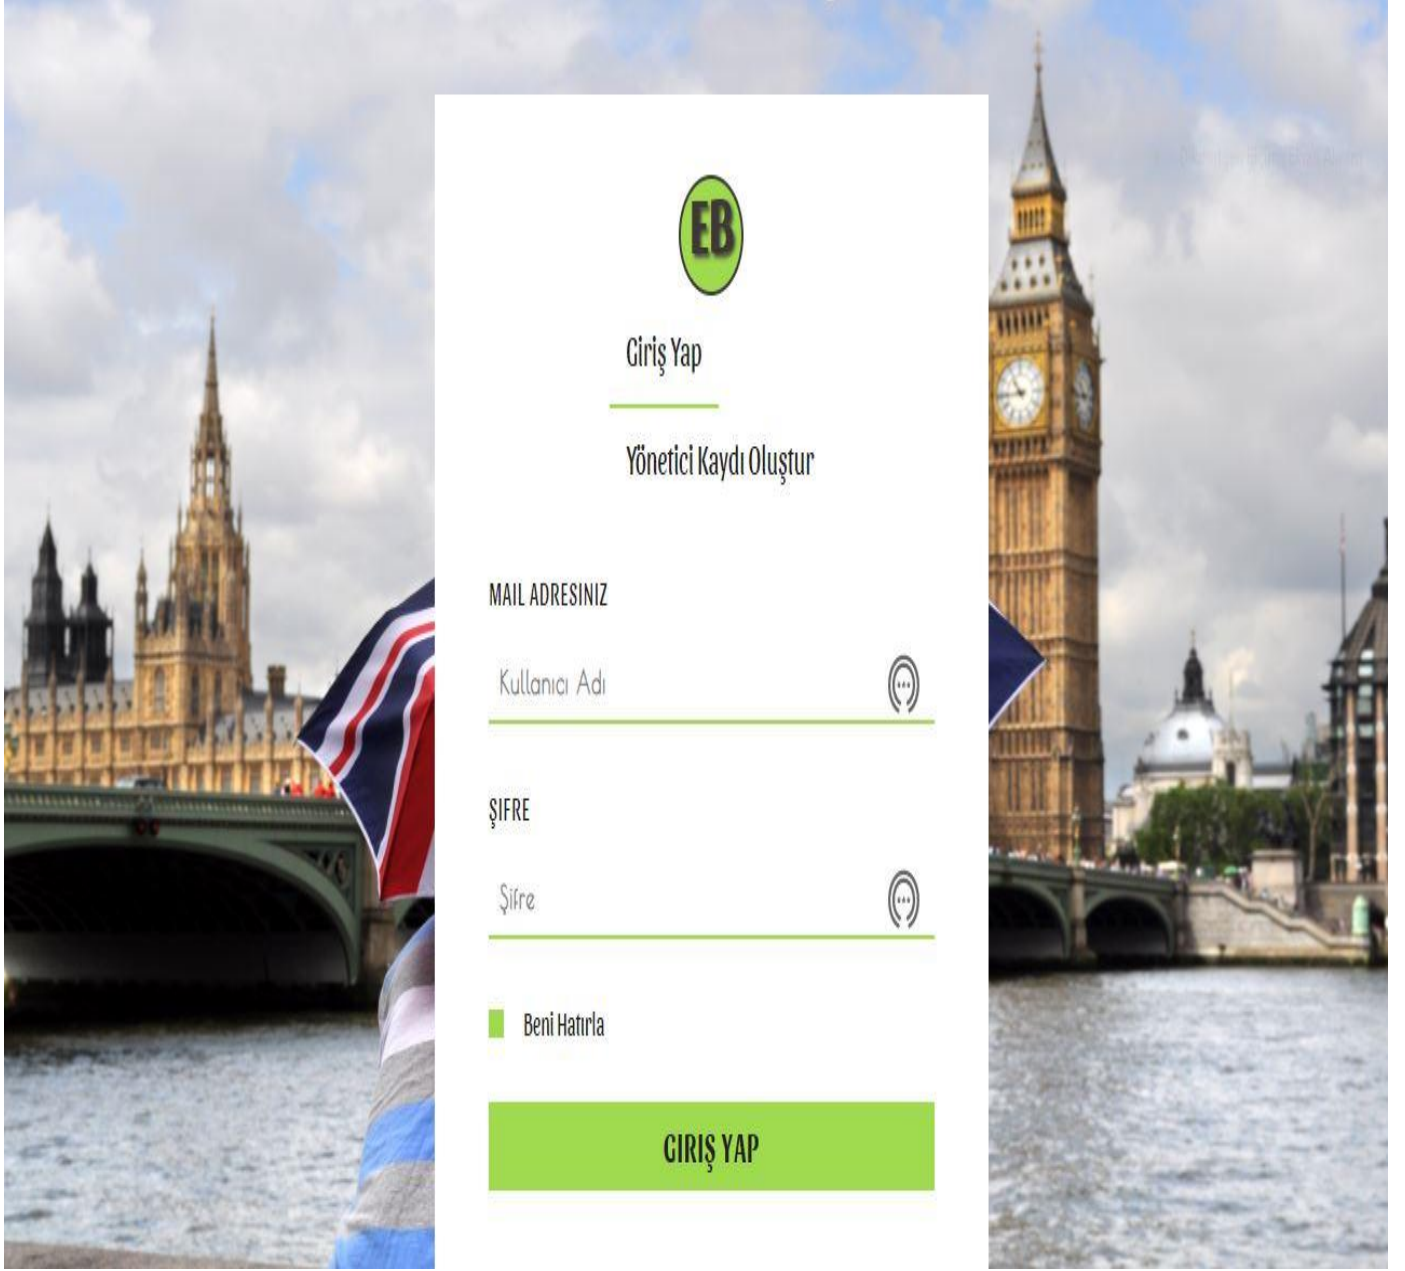 EB
Giriş Yap
Yönetici Kaydı Oluştur
MAIL ADRESINIZ
Kullanıcı Adı
ŞIFRE
Şifre
Beni Hatırla
GIRIŞ YAP